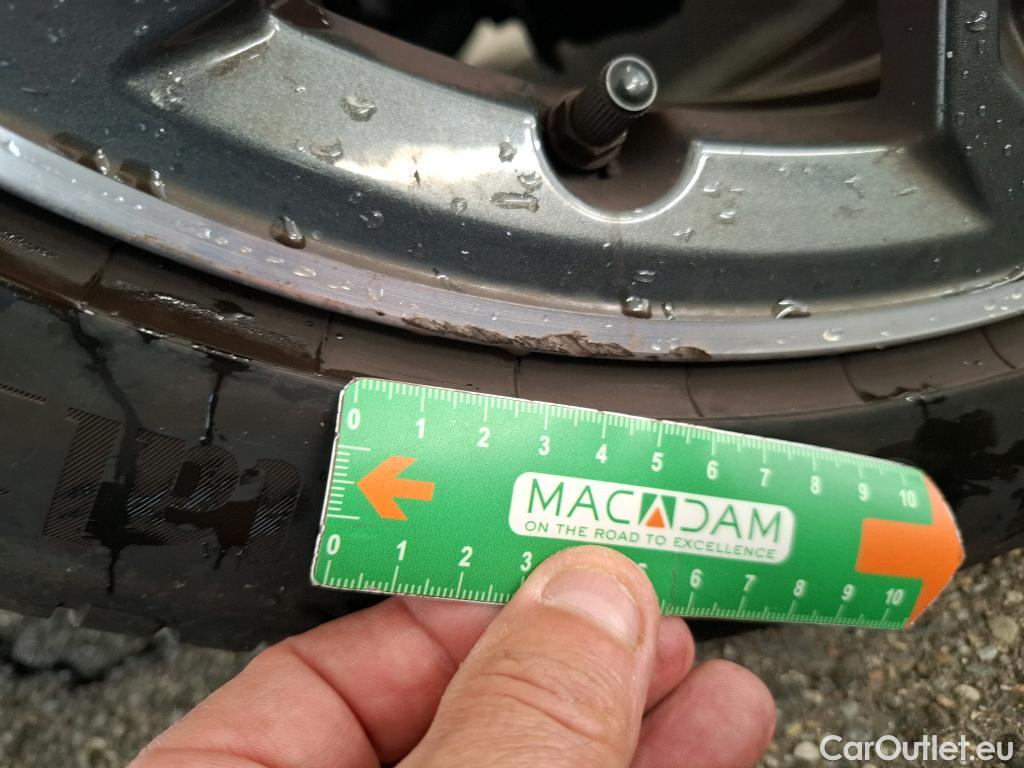 0 1 2 3 4 5 6 7 8 9 10
MACADAM
ON THE ROAD TO EXCELLENCE
0 1 2 3 5 6 7 8 9 10
CarOutlet.eu